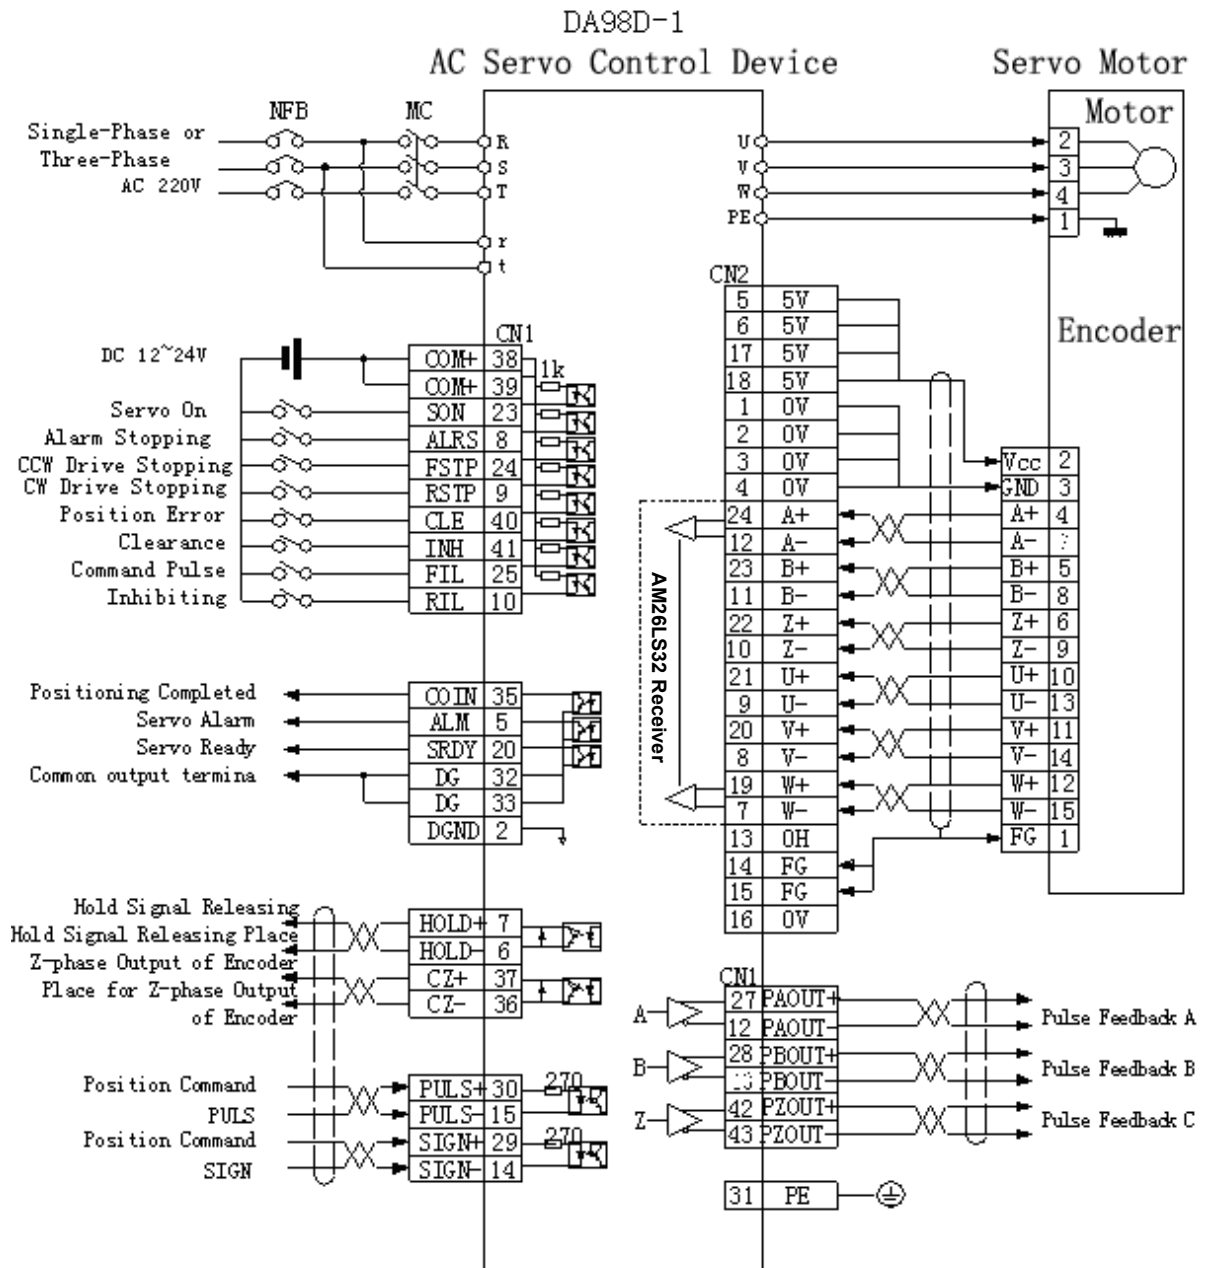 DA98D-1
AC Servo Control Device
Servo Motor
NFB
MC
Motor
Single-Phase or
Three-Phase
AC 220V
R
S
T
r
t
U
V
W
PE
2
3
4
1
CN2
5 5V
6 5V
17 5V
18 5V
1 0V
2 0V
3 0V
4 0V
24 A+
12 A-
23 B+
11 B-
22 Z+
10 Z-
21 U+
9 U-
20 V+
8 V-
19 W+
7 W-
13 OH
14 FG
15 FG
16 0V
AM26LS32 Receiver
Encoder
Vcc 2
GND 3
A+ 4
A-
B+ 5
B- 8
Z+ 6
Z- 9
U+ 10
U- 13
V+ 11
V- 14
W+ 12
W- 15
FG 1
CN1
DC 12~24V
COM+ 38
COM+ 39
1k
Servo On
SON 23
Alarm Stopping
ALRS 8
CCW Drive Stopping
FSTP 24
CW Drive Stopping
RSTP 9
Position Error
CLE 40
Clearance
INH 41
Command Pulse
FIL 25
Inhibiting
RIL 10
Positioning Completed
COIN 35
Servo Alarm
ALM 5
Servo Ready
SRDY 20
Common output termina
DG 32
DG 33
DGND 2
Hold Signal Releasing
HOLD+ 7
Hold Signal Releasing Place
HOLD- 6
Z-phase Output of Encoder
CZ+ 37
Place for Z-phase Output
of Encoder
CZ- 36
Position Command
PULS+ 30
270
PULS
PULS- 15
Position Command
SIGN+ 29
270
SIGN
SIGN- 14
CN1
A
27 PAOUT+
12 PAOUT-
Pulse Feedback A
B
28 PBOUT+
PBOUT-
Pulse Feedback B
Z
42 PZOUT+
43 PZOUT-
Pulse Feedback C
31 PE